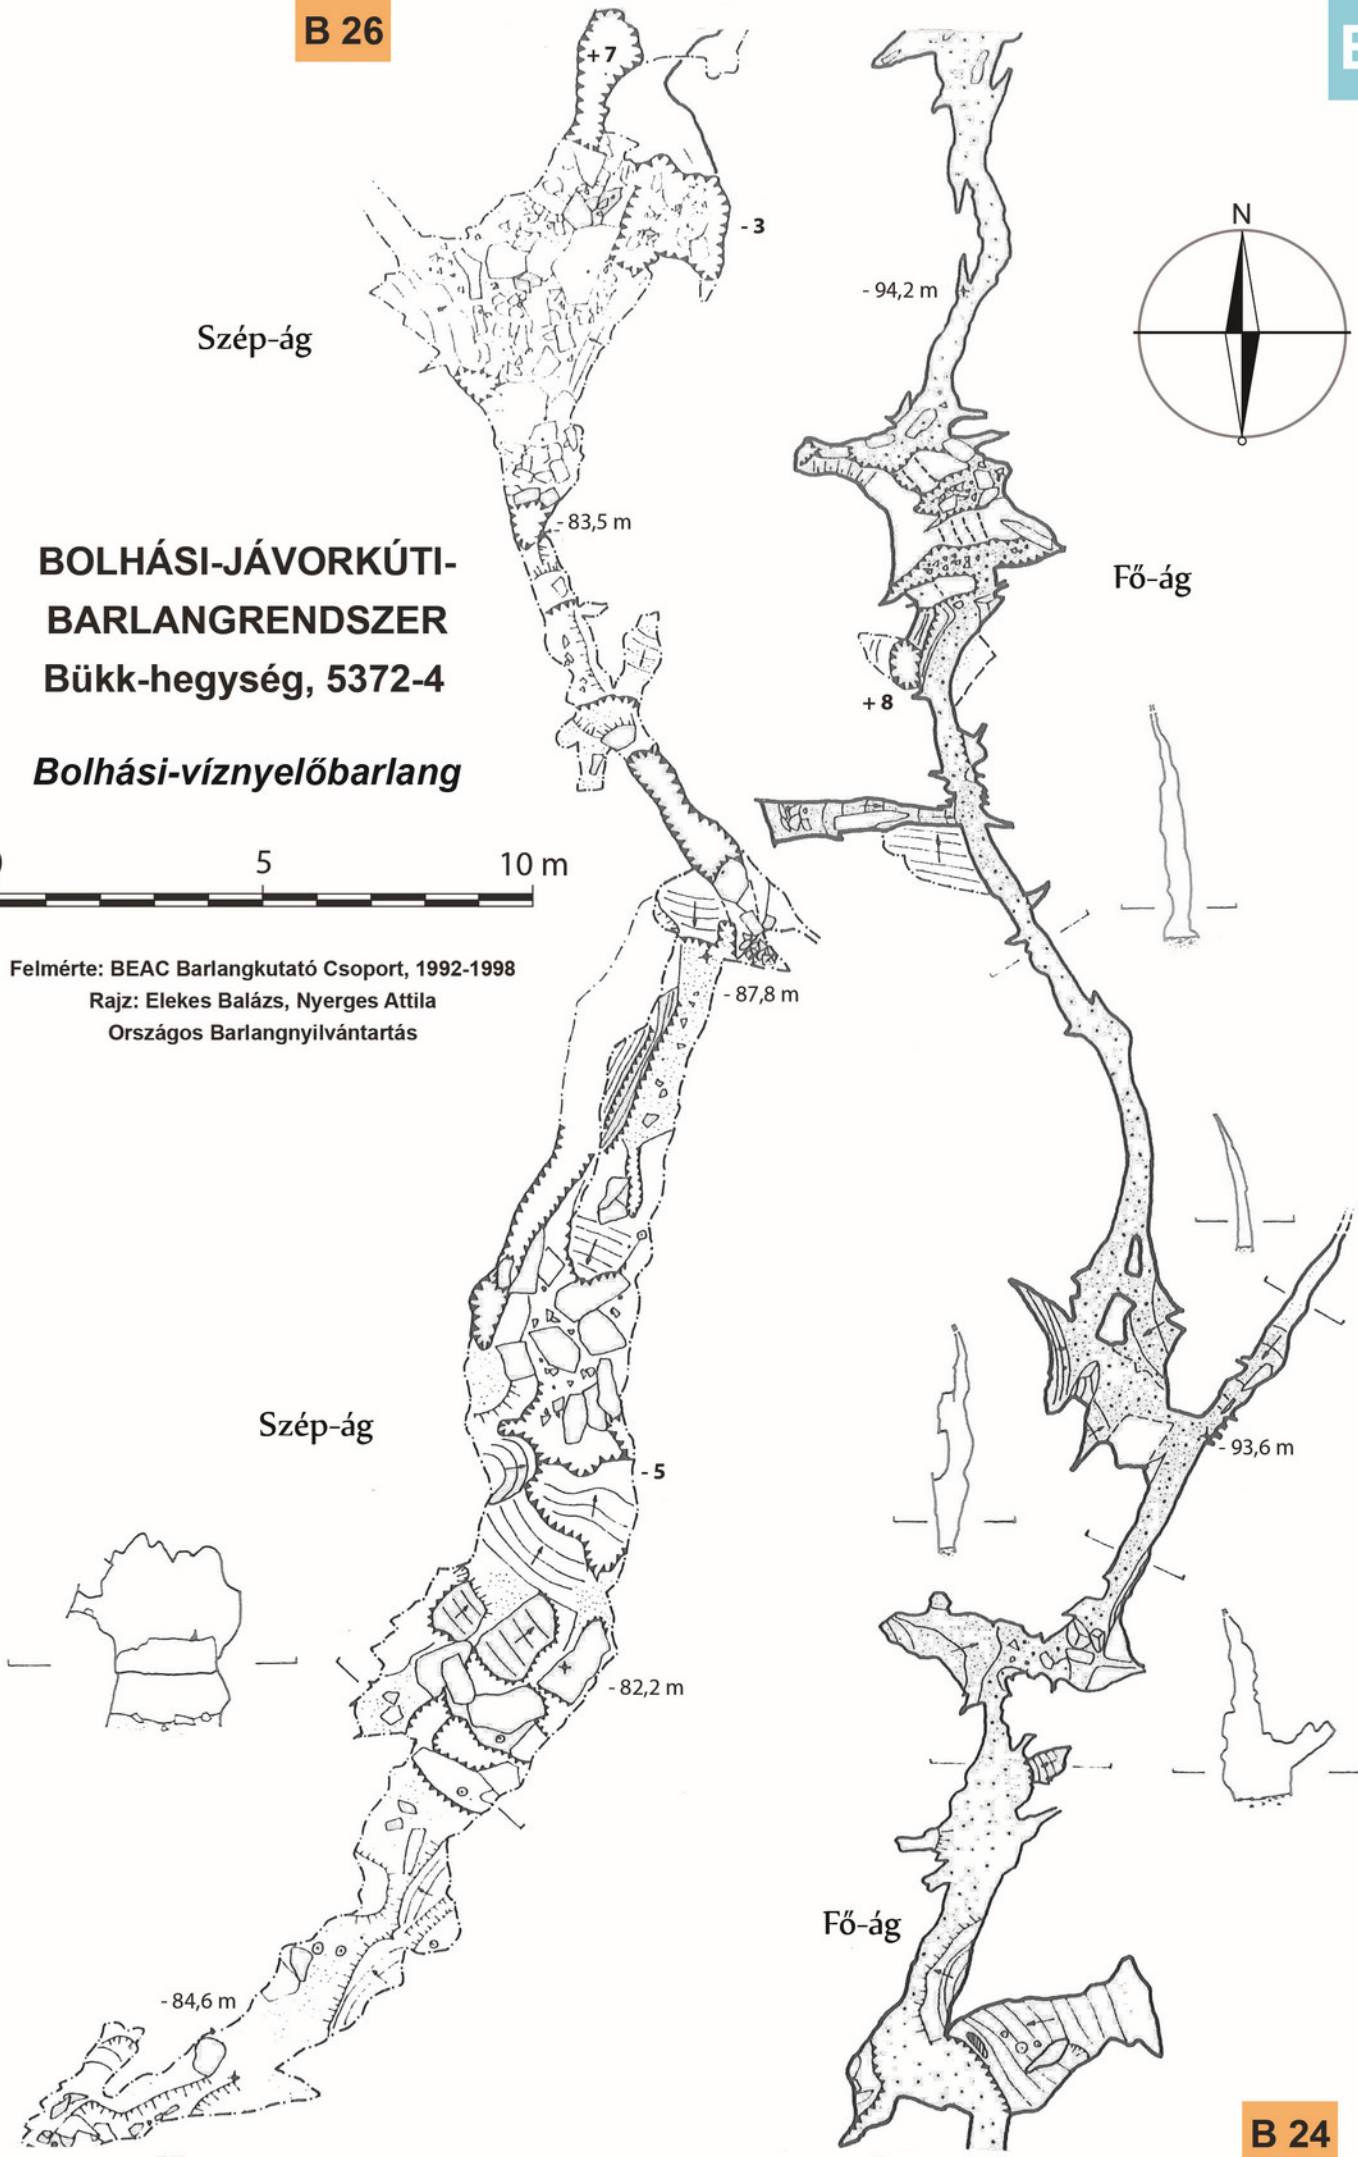 B 26
+ 7
- 3
N
- 94,2 m
Szép-ág
- 83,5 m
BOLHÁSI-JÁVORKÚTI-
BARLANGRENDSZER
Bükk-hegység, 5372-4
Fő-ág
+ 8
Bolhási-víznyelőbarlang
5 10 m
Felmérte: BEAC Barlangkutató Csoport, 1992-1998
Rajz: Elekes Balázs, Nyerges Attila
Országos Barlangnyilvántartás
- 87,8 m
Szép-ág
- 93,6 m
- 5
- 82,2 m
Fő-ág
- 84,6 m
B 24